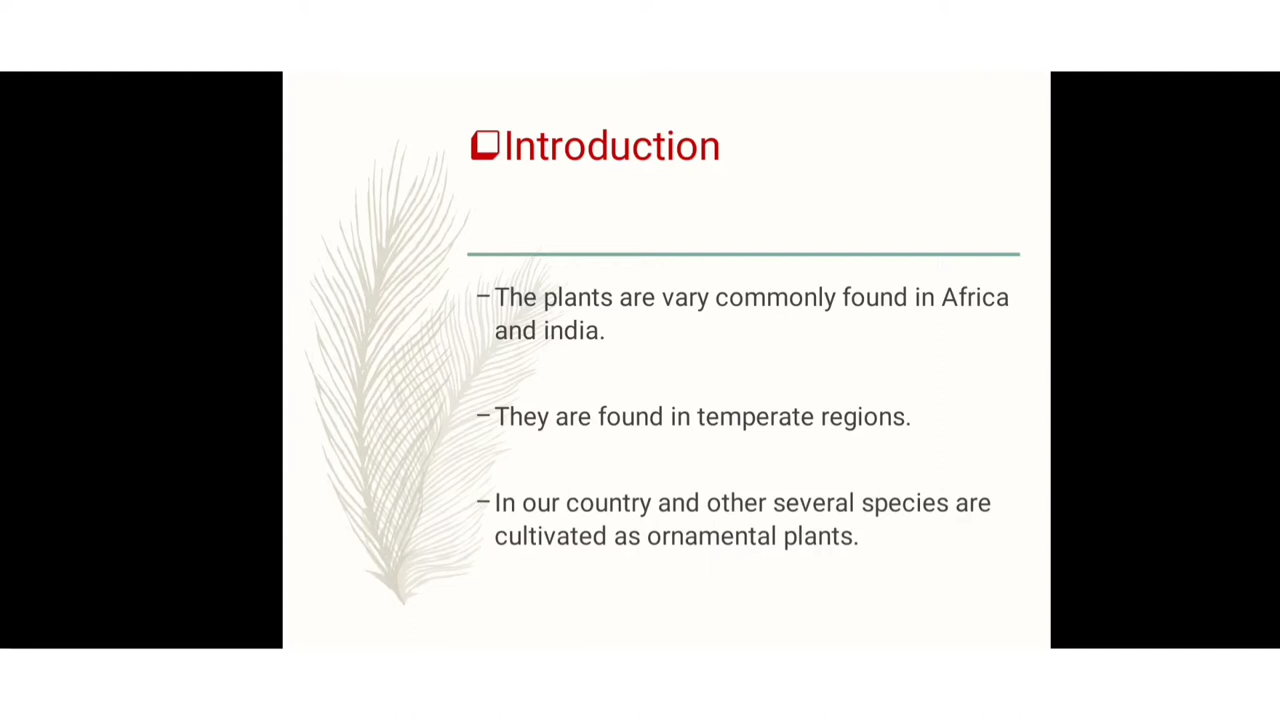 ❑Introduction
–The plants are vary commonly found in Africa
and india.
–They are found in temperate regions.
–In our country and other several species are
cultivated as ornamental plants.